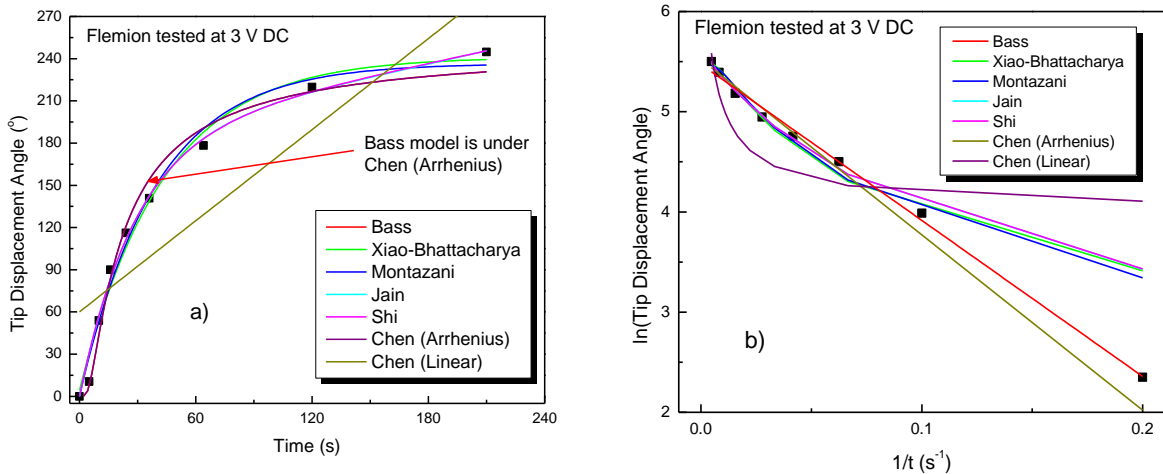 Flemion tested at 3 V DC
Tip Displacement Angle (°)
270
240
210
180
150
120
90
60
30
0
Bass model is under
Chen (Arrhenius)
a)
Bass
Xiao-Bhattacharya
Montazani
Jain
Shi
Chen (Arrhenius)
Chen (Linear)
0 60 120 180 240
Time (s)
Flemion tested at 3 V DC
ln(Tip Displacement Angle)
6
5
4
3
2
Bass
Xiao-Bhattacharya
Montazani
Jain
Shi
Chen (Arrhenius)
Chen (Linear)
b)
0.0 0.1 0.2
1/t (s⁻¹)